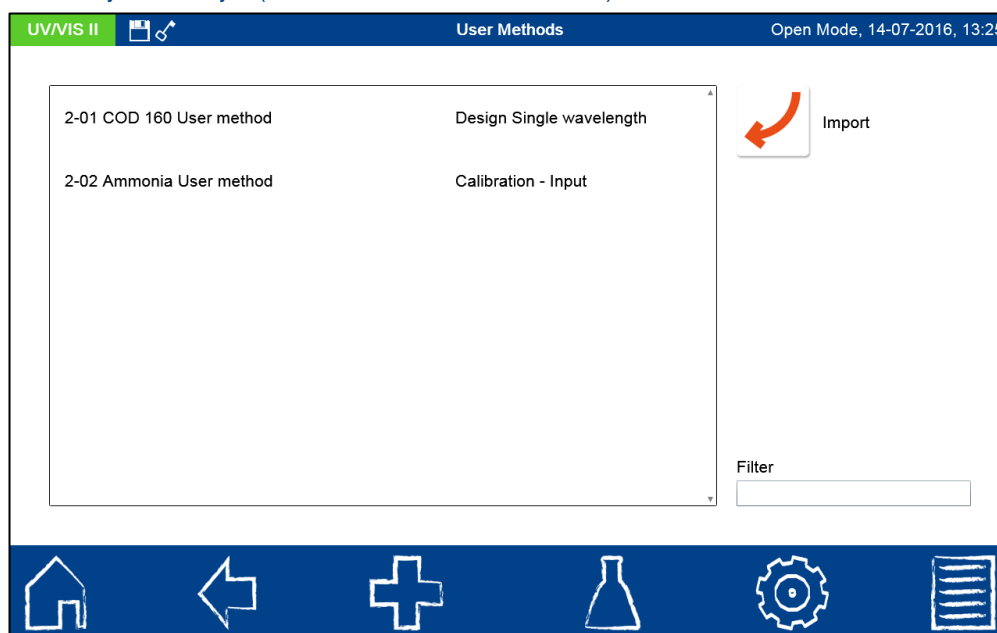 UV/VIS II
User Methods
Open Mode, 14-07-2016, 13:25
2-01 COD 160 User method
Design Single wavelength
Import
2-02 Ammonia User method
Calibration - Input
Filter